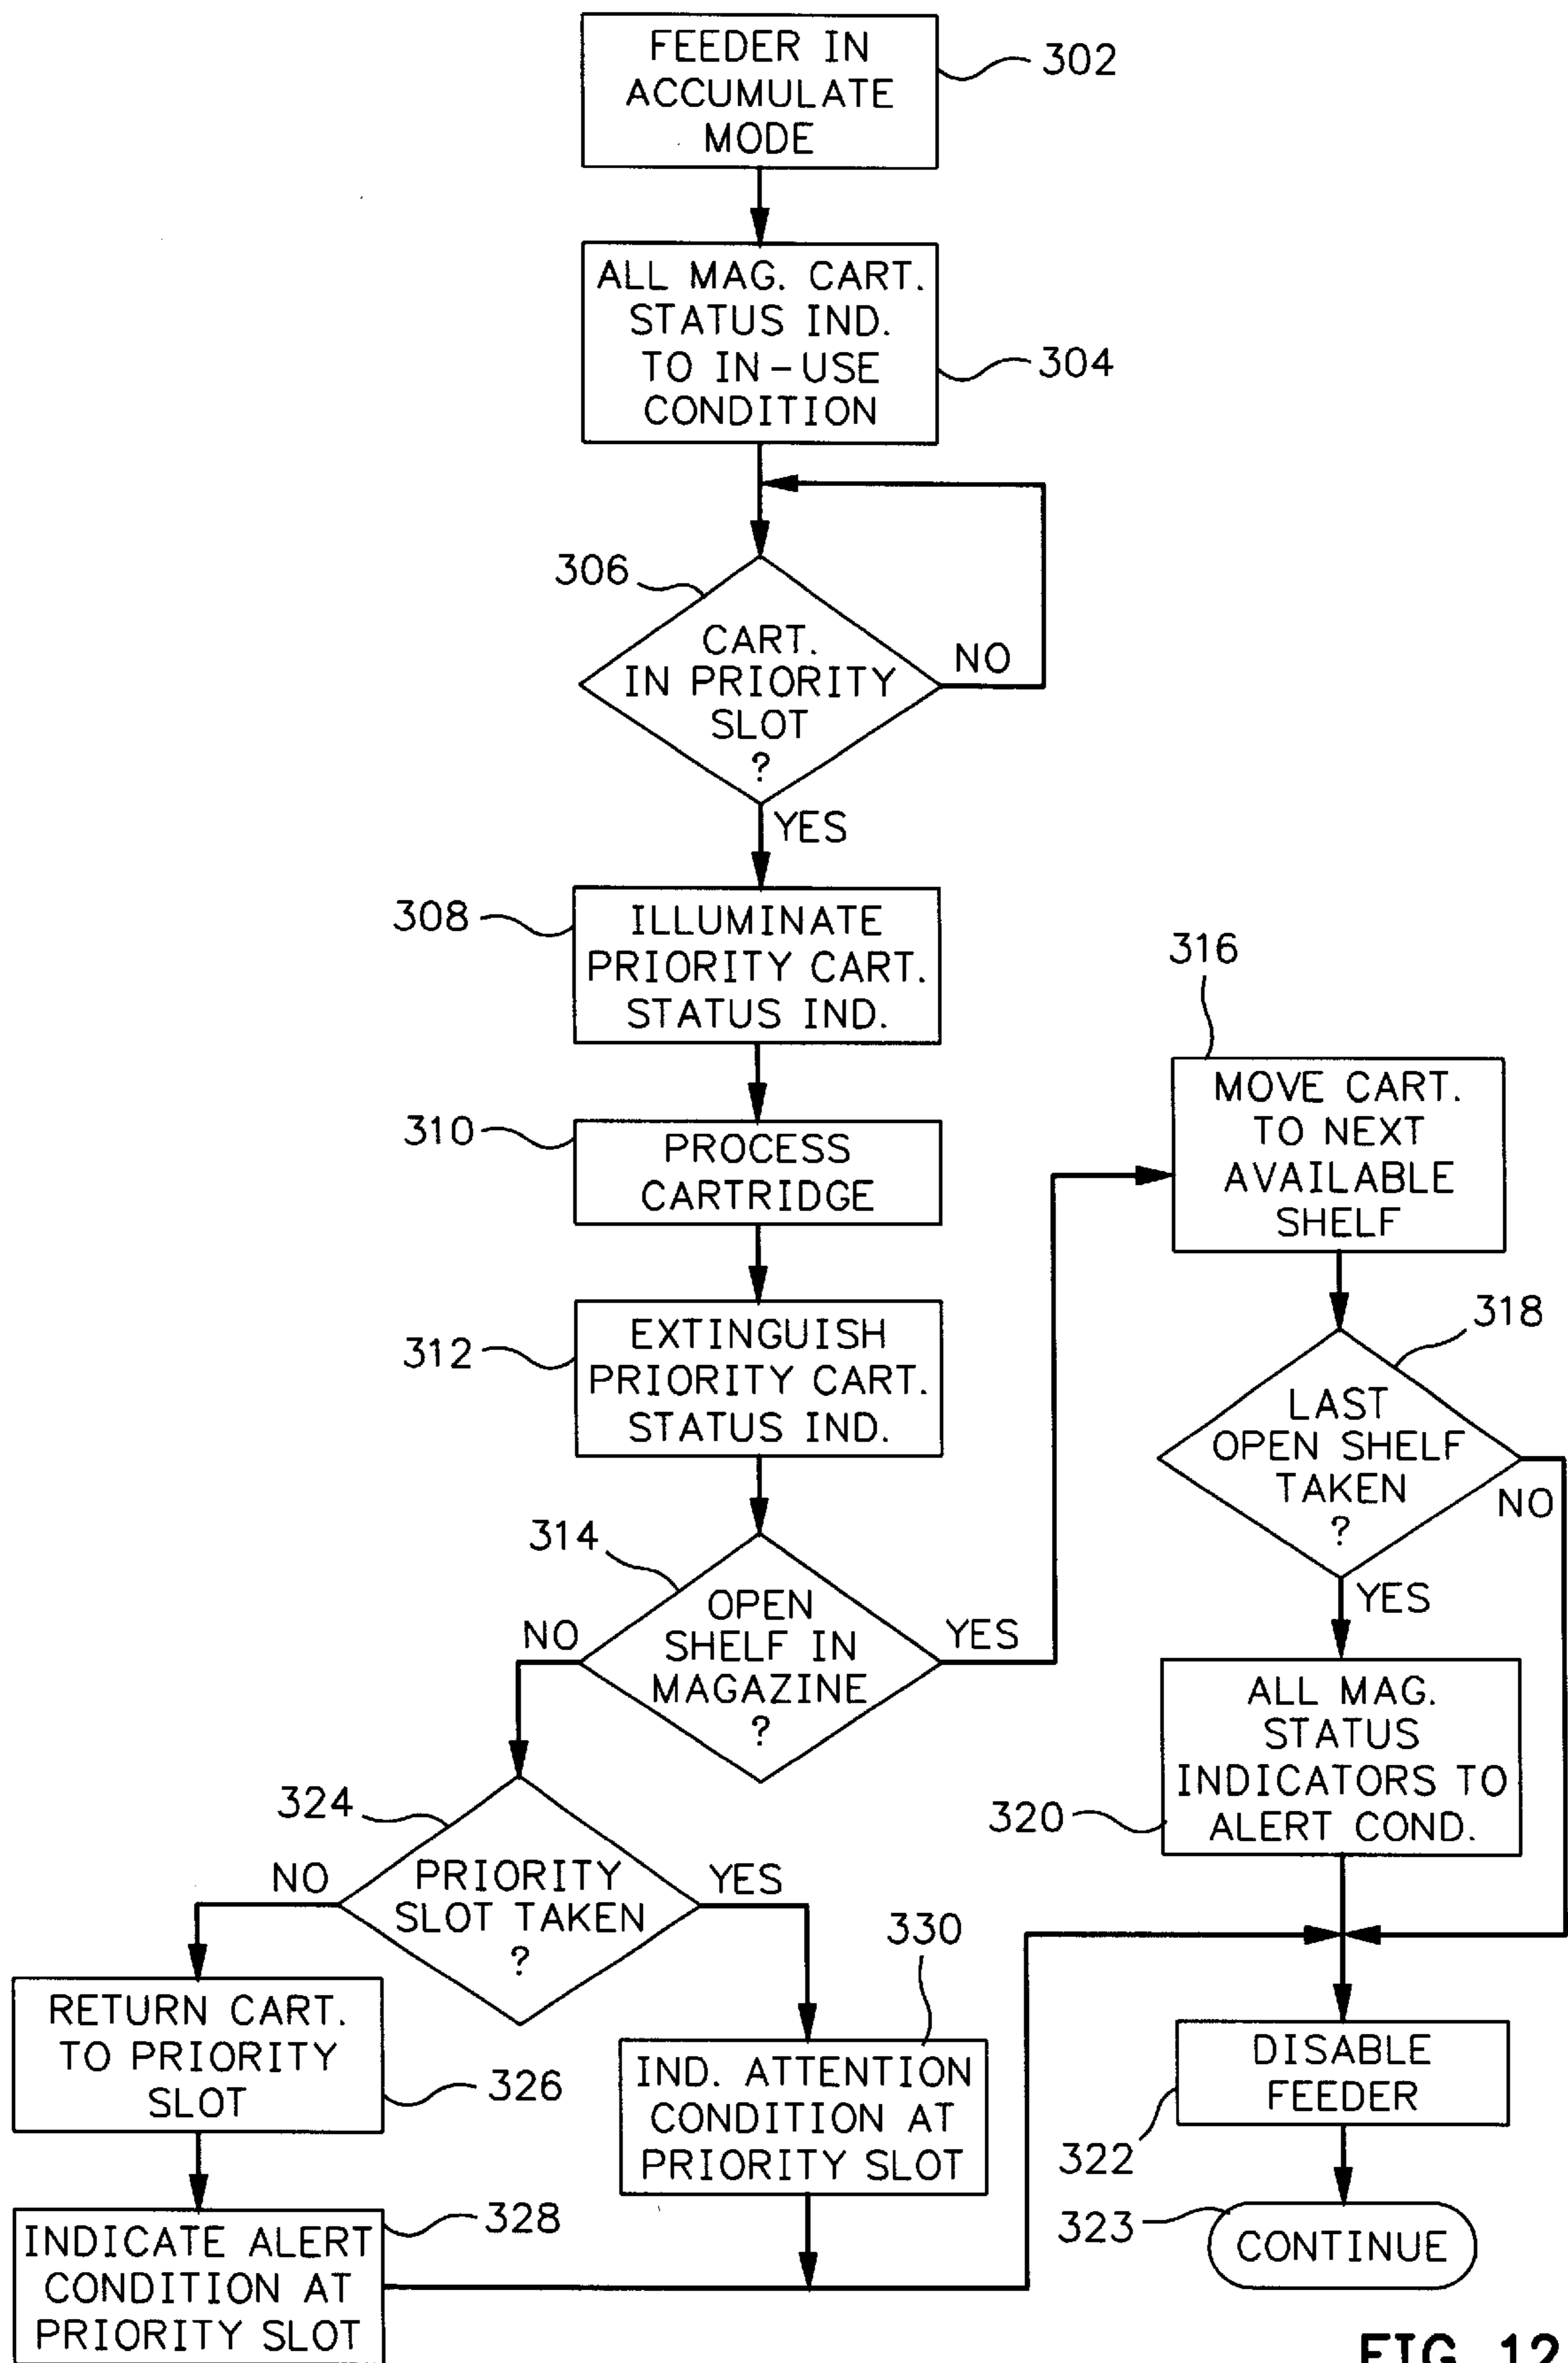 FEEDER IN
ACCUMULATE
MODE
302
ALL MAG. CART.
STATUS IND.
TO IN-USE
CONDITION
304
306
CART.
IN PRIORITY
SLOT
?
NO
YES
308
ILLUMINATE
PRIORITY CART.
STATUS IND.
310
PROCESS
CARTRIDGE
312
EXTINGUISH
PRIORITY CART.
STATUS IND.
314
OPEN
SHELF IN
MAGAZINE
?
NO
YES
316
MOVE CART.
TO NEXT
AVAILABLE
SHELF
318
LAST
OPEN SHELF
TAKEN
?
NO
YES
320
ALL MAG.
STATUS
INDICATORS TO
ALERT COND.
324
PRIORITY
SLOT TAKEN
?
NO
YES
RETURN CART.
TO PRIORITY
SLOT
326
INDICATE ALERT
CONDITION AT
PRIORITY SLOT
328
330
IND. ATTENTION
CONDITION AT
PRIORITY SLOT
DISABLE
FEEDER
322
323
CONTINUE
FIG. 12